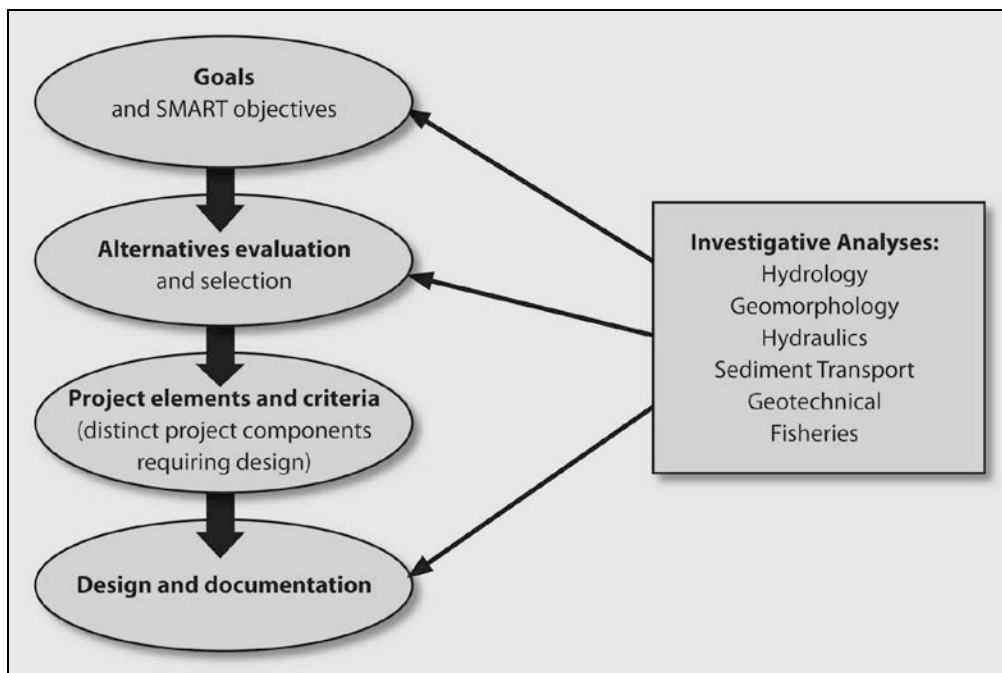 Goals
and SMART objectives
Alternatives evaluation
and selection
Project elements and criteria
(distinct project components
requiring design)
Design and documentation
Investigative Analyses:
Hydrology
Geomorphology
Hydraulics
Sediment Transport
Geotechnical
Fisheries